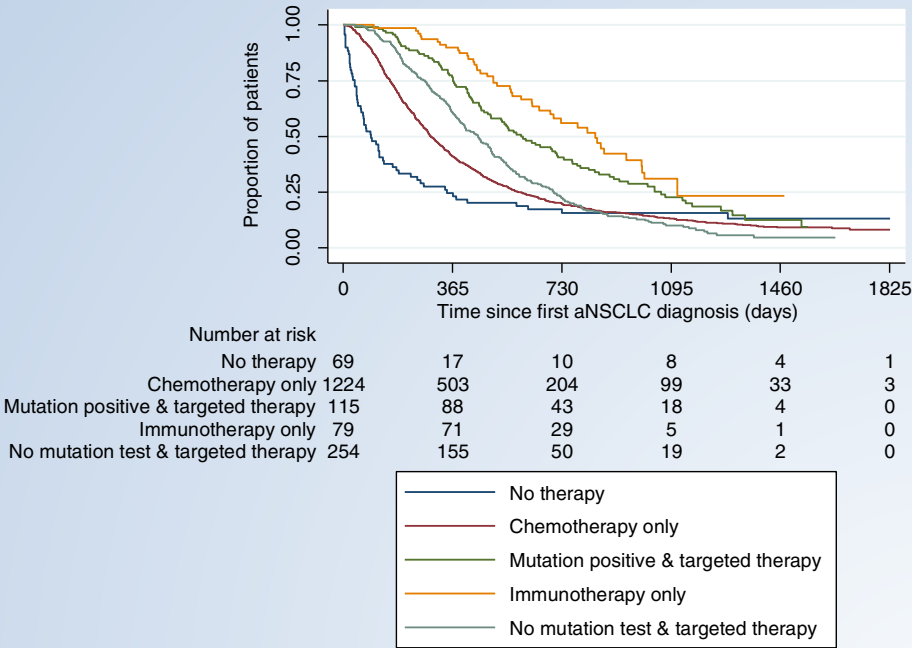 Proportion of patients
1.00
0.75
0.50
0.25
0.00
0 365 730 1095 1460 1825
Time since first aNSCLC diagnosis (days)
Number at risk
No therapy 69 17 10 8 4 1
Chemotherapy only 1224 503 204 99 33 3
Mutation positive & targeted therapy 115 88 43 18 4 0
Immunotherapy only 79 71 29 5 1 0
No mutation test & targeted therapy 254 155 50 19 2 0
No therapy
Chemotherapy only
Mutation positive & targeted therapy
Immunotherapy only
No mutation test & targeted therapy